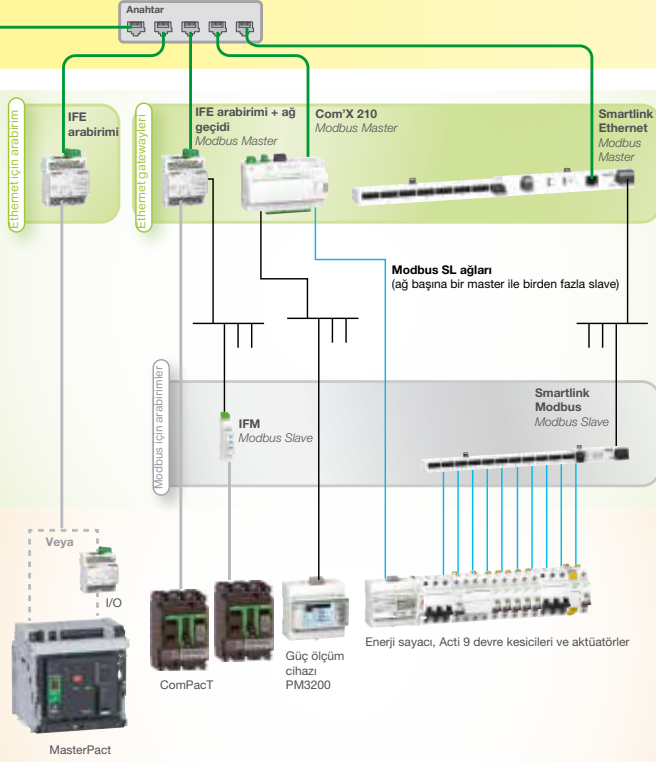 Anahtar
Ethernet için arabirim
IFE
arabirimi
Ethernet gatewayleri
IFE arabirimi + ağ
geçidi
Modbus Master
Com'X 210
Modbus Master
Smartlink
Ethernet
Modbus
Master
Modbus SL ağları
(ağ başına bir master ile birden fazla slave)
Modbus için arabirimler
IFM
Modbus Slave
Smartlink
Modbus
Modbus Slave
Veya
I/O
MasterPact
ComPacT
Güç ölçüm
cihazı
PM3200
Enerji sayacı, Acti 9 devre kesicileri ve aktüatörler